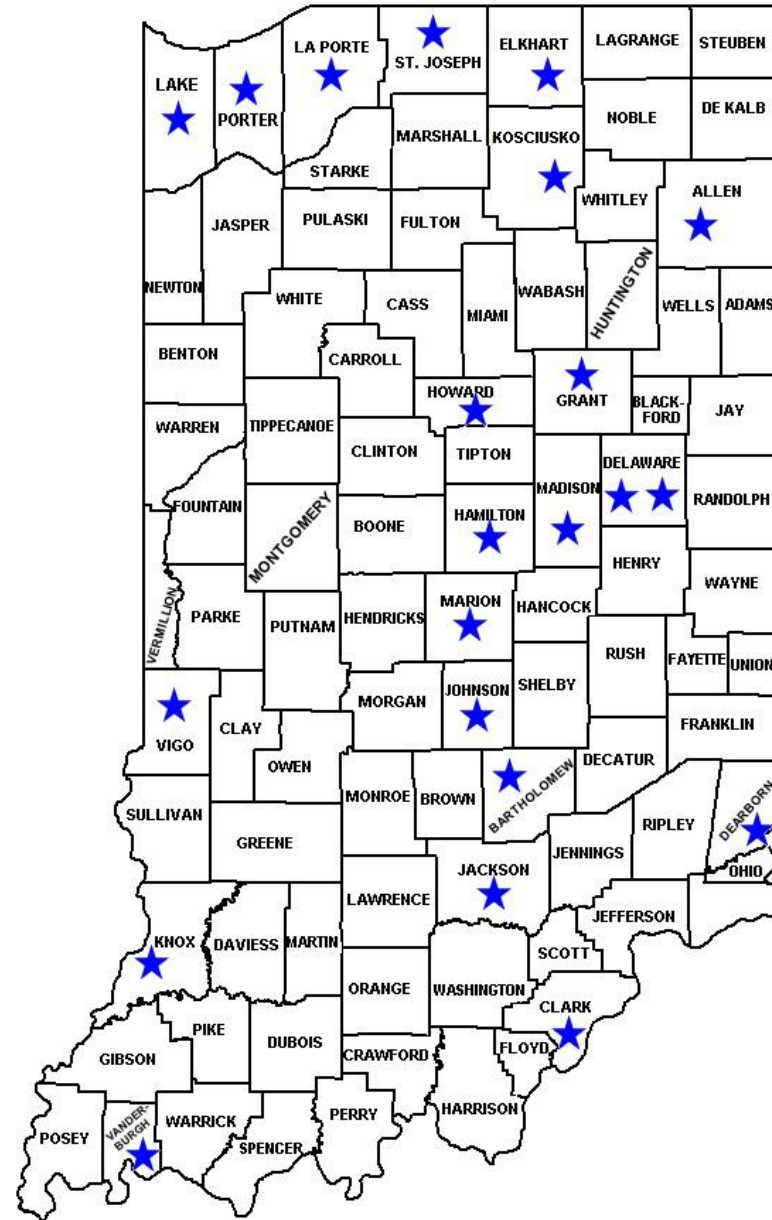 LA PORTE
ST. JOSEPH
ELKHART
LAGRANGE
STEUBEN
LAKE
PORTER
MARSHALL
KOSCIUSKO
NOBLE
DE KALB
STARKE
WHITLEY
ALLEN
JASPER
PULASKI
FULTON
NEWTON
WHITE
CASS
MIAMI
WABASH
HUNTINGTON
WELLS
ADAMS
BENTON
CARROLL
HOWARD
GRANT
BLACK-
FORD
JAY
WARREN
TIPPECANOE
CLINTON
TIPTON
MADISON
DELAWARE
RANDOLPH
FOUNTAIN
MONTGOMERY
BOONE
HAMILTON
HENRY
WAYNE
VERMILLION
PARKE
PUTNAM
HENDRICKS
MARION
HANCOCK
RUSH
FAYETTE
UNION
VIGO
CLAY
MORGAN
JOHNSON
SHELBY
FRANKLIN
OWEN
DECATUR
SULLIVAN
GREENE
MONROE
BROWN
BARTHOLOMEW
RIPLEY
DEARBORN
JENNINGS
OHIO
KNOX
DAVIESS
MARTIN
LAWRENCE
JACKSON
JEFFERSON
SCOTT
ORANGE
WASHINGTON
CLARK
GIBSON
PIKE
DUBOIS
CRAWFORD
FLOYD
HARRISON
POSEY
VANDER-
BURGH
WARRICK
SPENCER
PERRY